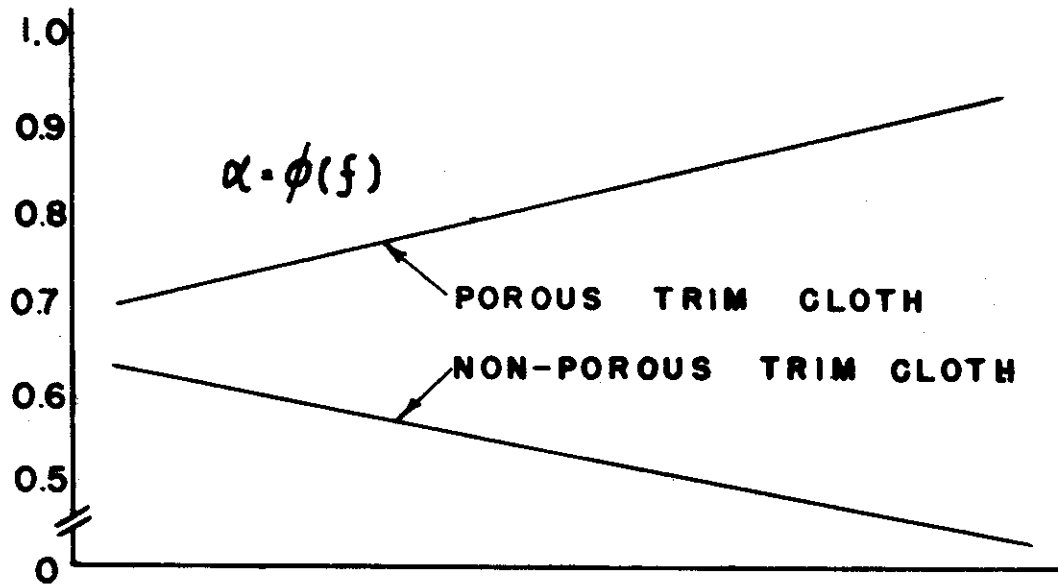 1.0
0.9
α = φ(f)
0.8
0.7
POROUS TRIM CLOTH
NON-POROUS TRIM CLOTH
0.6
0.5
0